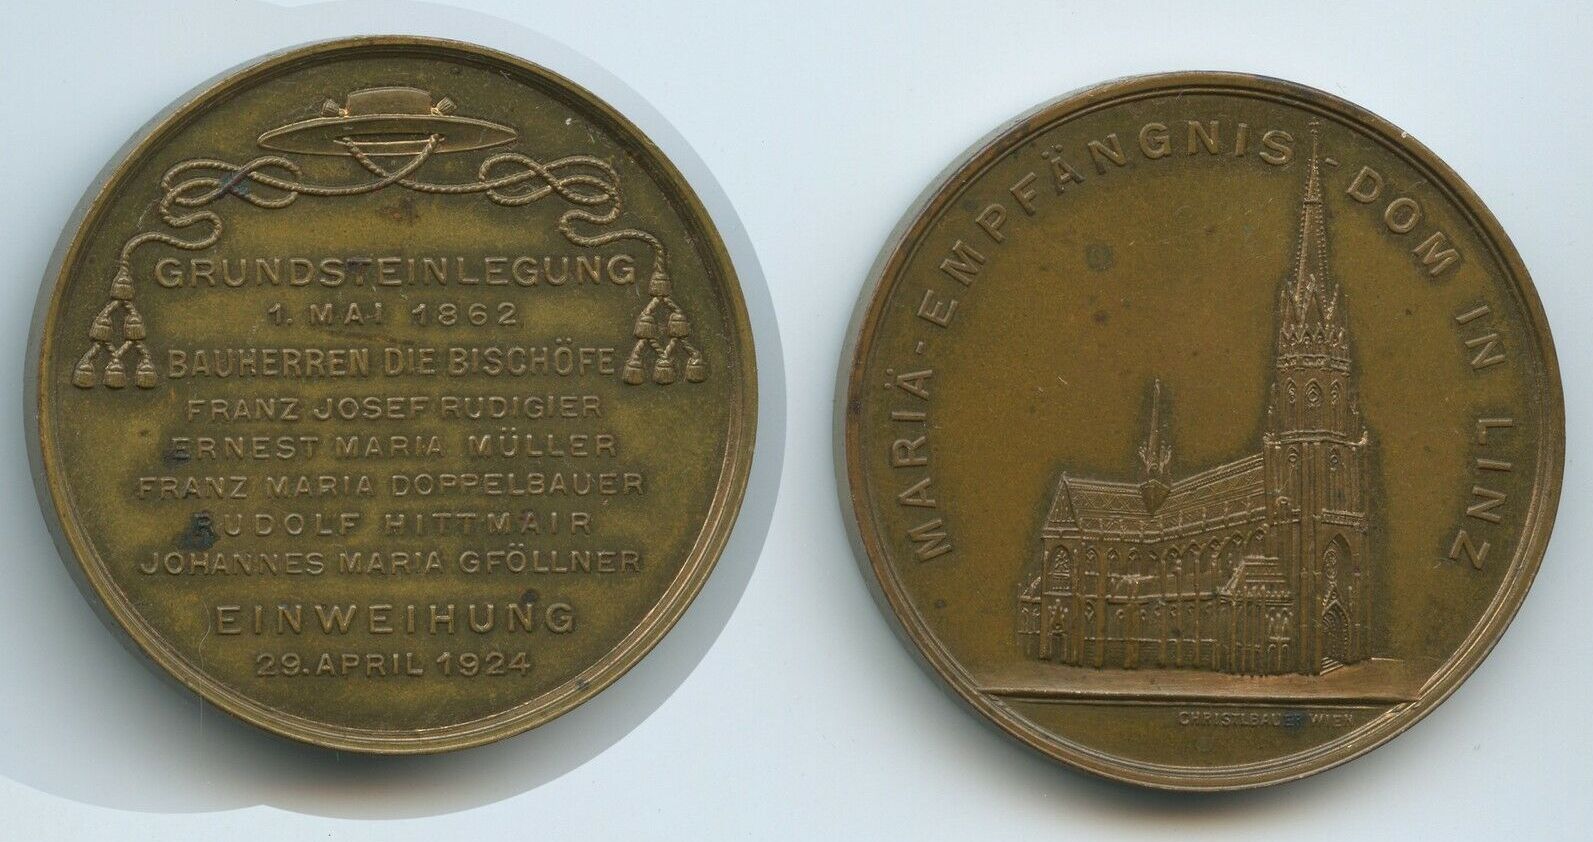 GRUNDSTEINLEGUNG
1. MAI 1862
BAUHERREN DIE BISCHÖFE
FRANZ JOSEF RUDIGIER
ERNEST MARIA MÜLLER
FRANZ MARIA DOPPELBAUER
RUDOLF HITTMAIR
JOHANNES MARIA GFÖLLNER
EINWEIHUNG
29. APRIL 1924
MARIÄ-EMPFÄNGNIS-DOM IN LINZ
CHRISTLBAUER WIEN